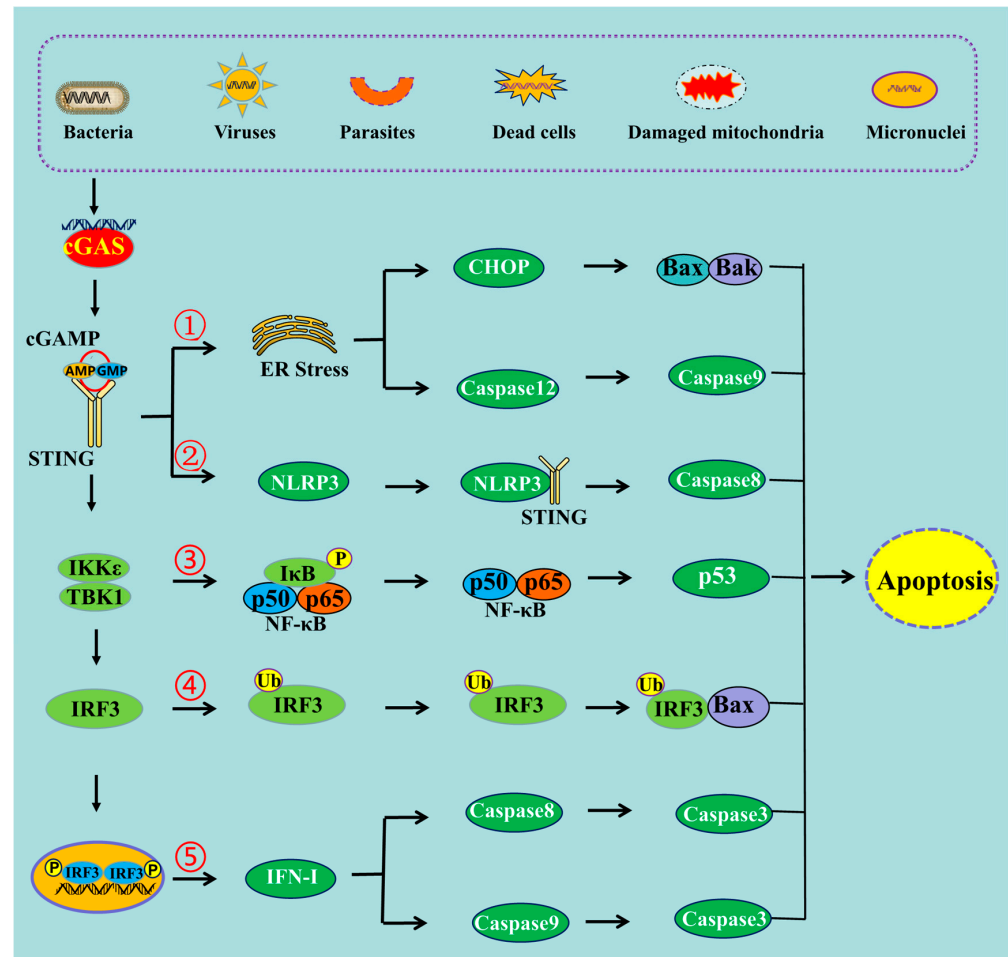 Bacteria
Viruses
Parasites
Dead cells
Damaged mitochondria
Micronuclei
cGAS
cGAMP
AMP GMP
STING
①
ER Stress
CHOP
Bax Bak
Caspase12
Caspase9
②
NLRP3
NLRP3
STING
Caspase8
IKKε
TBK1
③
IκB
P
p50 p65
NF-κB
p50 p65
NF-κB
p53
IRF3
④
Ub
IRF3
Ub
IRF3
Ub
IRF3 Bax
P IRF3 IRF3 P
⑤
IFN-I
Caspase8
Caspase3
Caspase9
Caspase3
Apoptosis